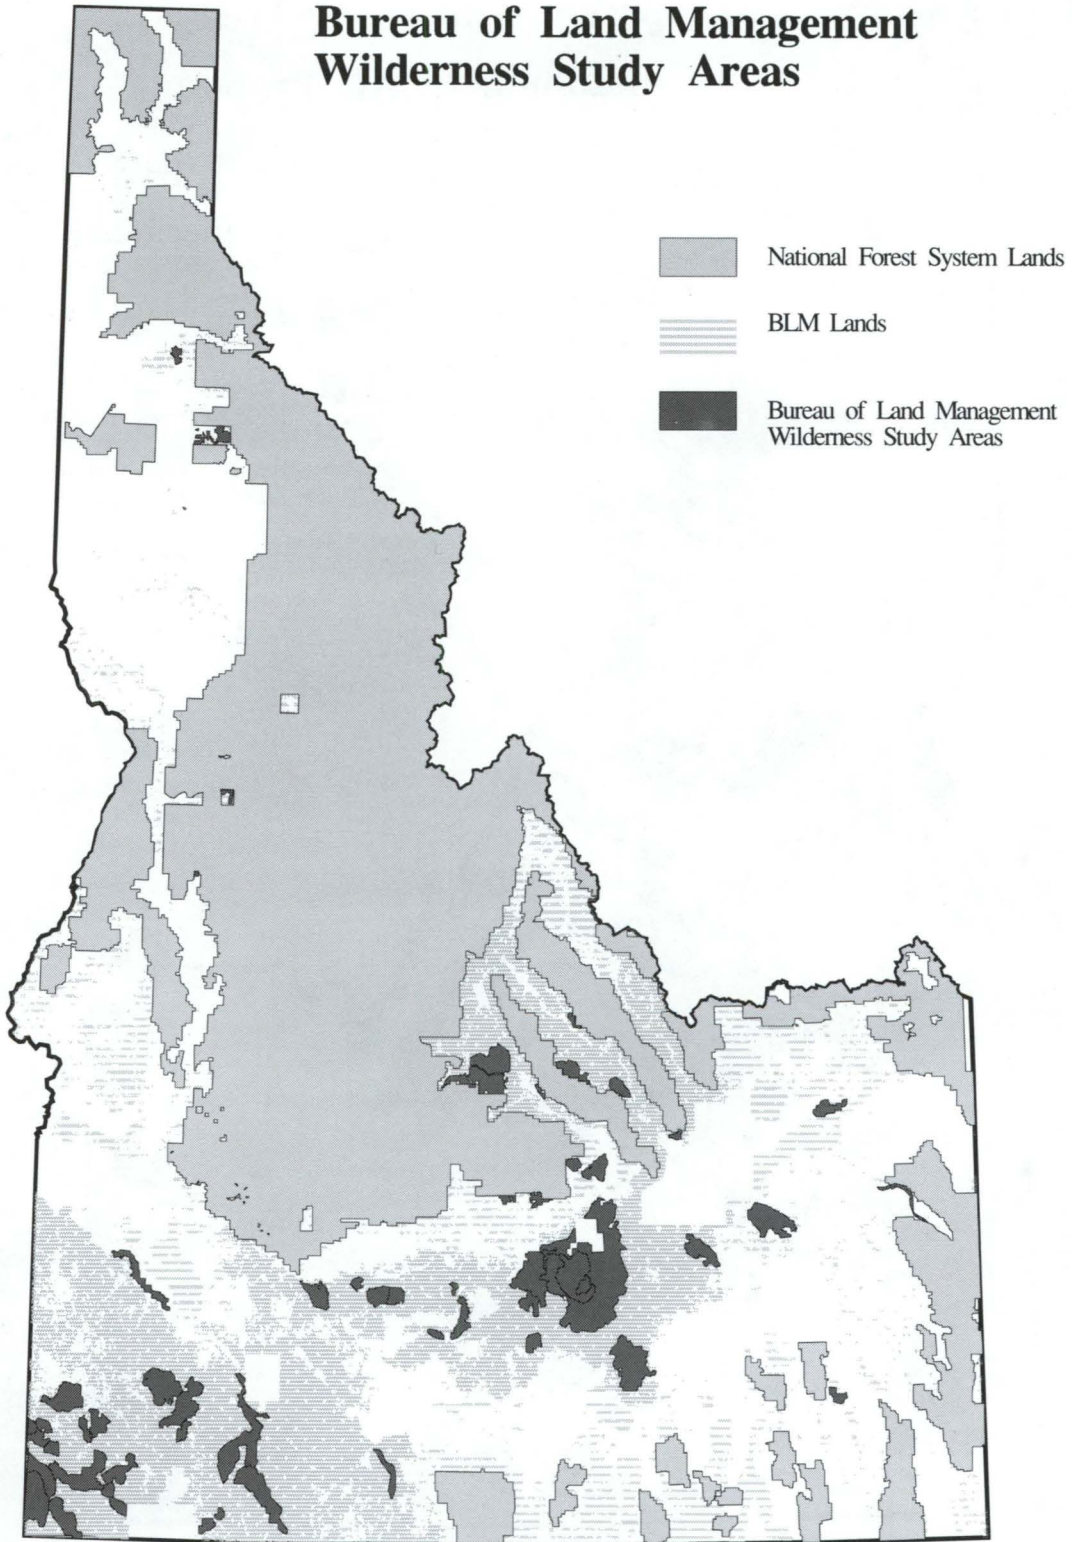 Bureau of Land Management
Wilderness Study Areas
National Forest System Lands
BLM Lands
Bureau of Land Management
Wilderness Study Areas